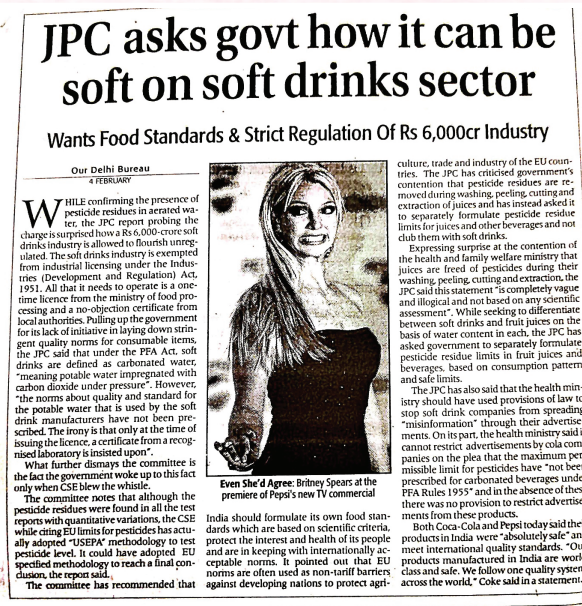 JPC asks govt how it can be
soft on soft drinks sector
Wants Food Standards & Strict Regulation Of Rs 6,000cr Industry
Our Delhi Bureau
4 FEBRUARY
WHILE confirming the presence of
pesticide residues in aerated wa-
ter, the JPC report probing the
charge is surprised how a Rs 6,000-crore soft
drinks industry is allowed to flourish unreg-
ulated. The soft drinks industry is exempted
from industrial licensing under the Indus-
tries (Development and Regulation) Act,
1951. All that it needs to operate is a one-
time licence from the ministry of food pro-
cessing and a no-objection certificate from
local authorities. Pulling up the government
for its lack of initiative in laying down strin-
gent quality norms for consumable items,
the JPC said that under the PFA Act, soft
drinks are defined as carbonated water,
"meaning potable water impregnated with
carbon dioxide under pressure". However,
"the norms about quality and standard for
the potable water that is used by the soft
drink manufacturers have not been pre-
scribed. The irony is that only at the time of
issuing the licence, a certificate from a recog-
nised laboratory is insisted upon".
What further dismays the committee is
the fact the government woke up to this fact
only when CSE blew the whistle.
The committee notes that although the
pesticide residues were found in all the test
reports with quantitative variations, the CSE
while citing EU limits for pesticides has actu-
ally adopted "USEPA" methodology to test
pesticide level. It could have adopted EU
specified methodology to reach a final con-
clusion, the report said.
The committee has recommended that
Even She'd Agree: Britney Spears at the
premiere of Pepsi's new TV commercial
India should formulate its own food stan-
dards which are based on scientific criteria,
protect the interest and health of its people
and are in keeping with internationally ac-
ceptable norms. It pointed out that EU
norms are often used as non-tariff barriers
against developing nations to protect agri-
culture, trade and industry of the EU coun-
tries. The JPC has criticised government's
contention that pesticide residues are re-
moved during washing, peeling, cutting and
extraction of juices and has instead asked it
to separately formulate pesticide residue
limits for juices and other beverages and not
club them with soft drinks.
Expressing surprise at the contention of
the health and family welfare ministry that
juices are freed of pesticides during their
washing, peeling, cutting and extraction, the
JPC said this statement "is completely vague
and illogical and not based on any scientific
assessment". While seeking to differentiate
between soft drinks and fruit juices on the
basis of water content in each, the JPC has
asked government to separately formulate
pesticide residue limits in fruit juices and
beverages, based on consumption pattern
and safe limits.
The JPC has also said that the health min-
istry should have used provisions of law to
stop soft drink companies from spreading
"misinformation" through their advertise-
ments. On its part, the health ministry said i
cannot restrict advertisements by cola com
panies on the plea that the maximum per
missible limit for pesticides have "not bee
prescribed for carbonated beverages unde
PFA Rules 1955" and in the absence of thes
there was no provision to restrict advertise
ments from these products.
Both Coca-Cola and Pepsi today said the
products in India were "absolutely safe" an
meet international quality standards. "Ou
products manufactured in India are worl
class and safe. We follow one quality system
across the world," Coke said in a statement.